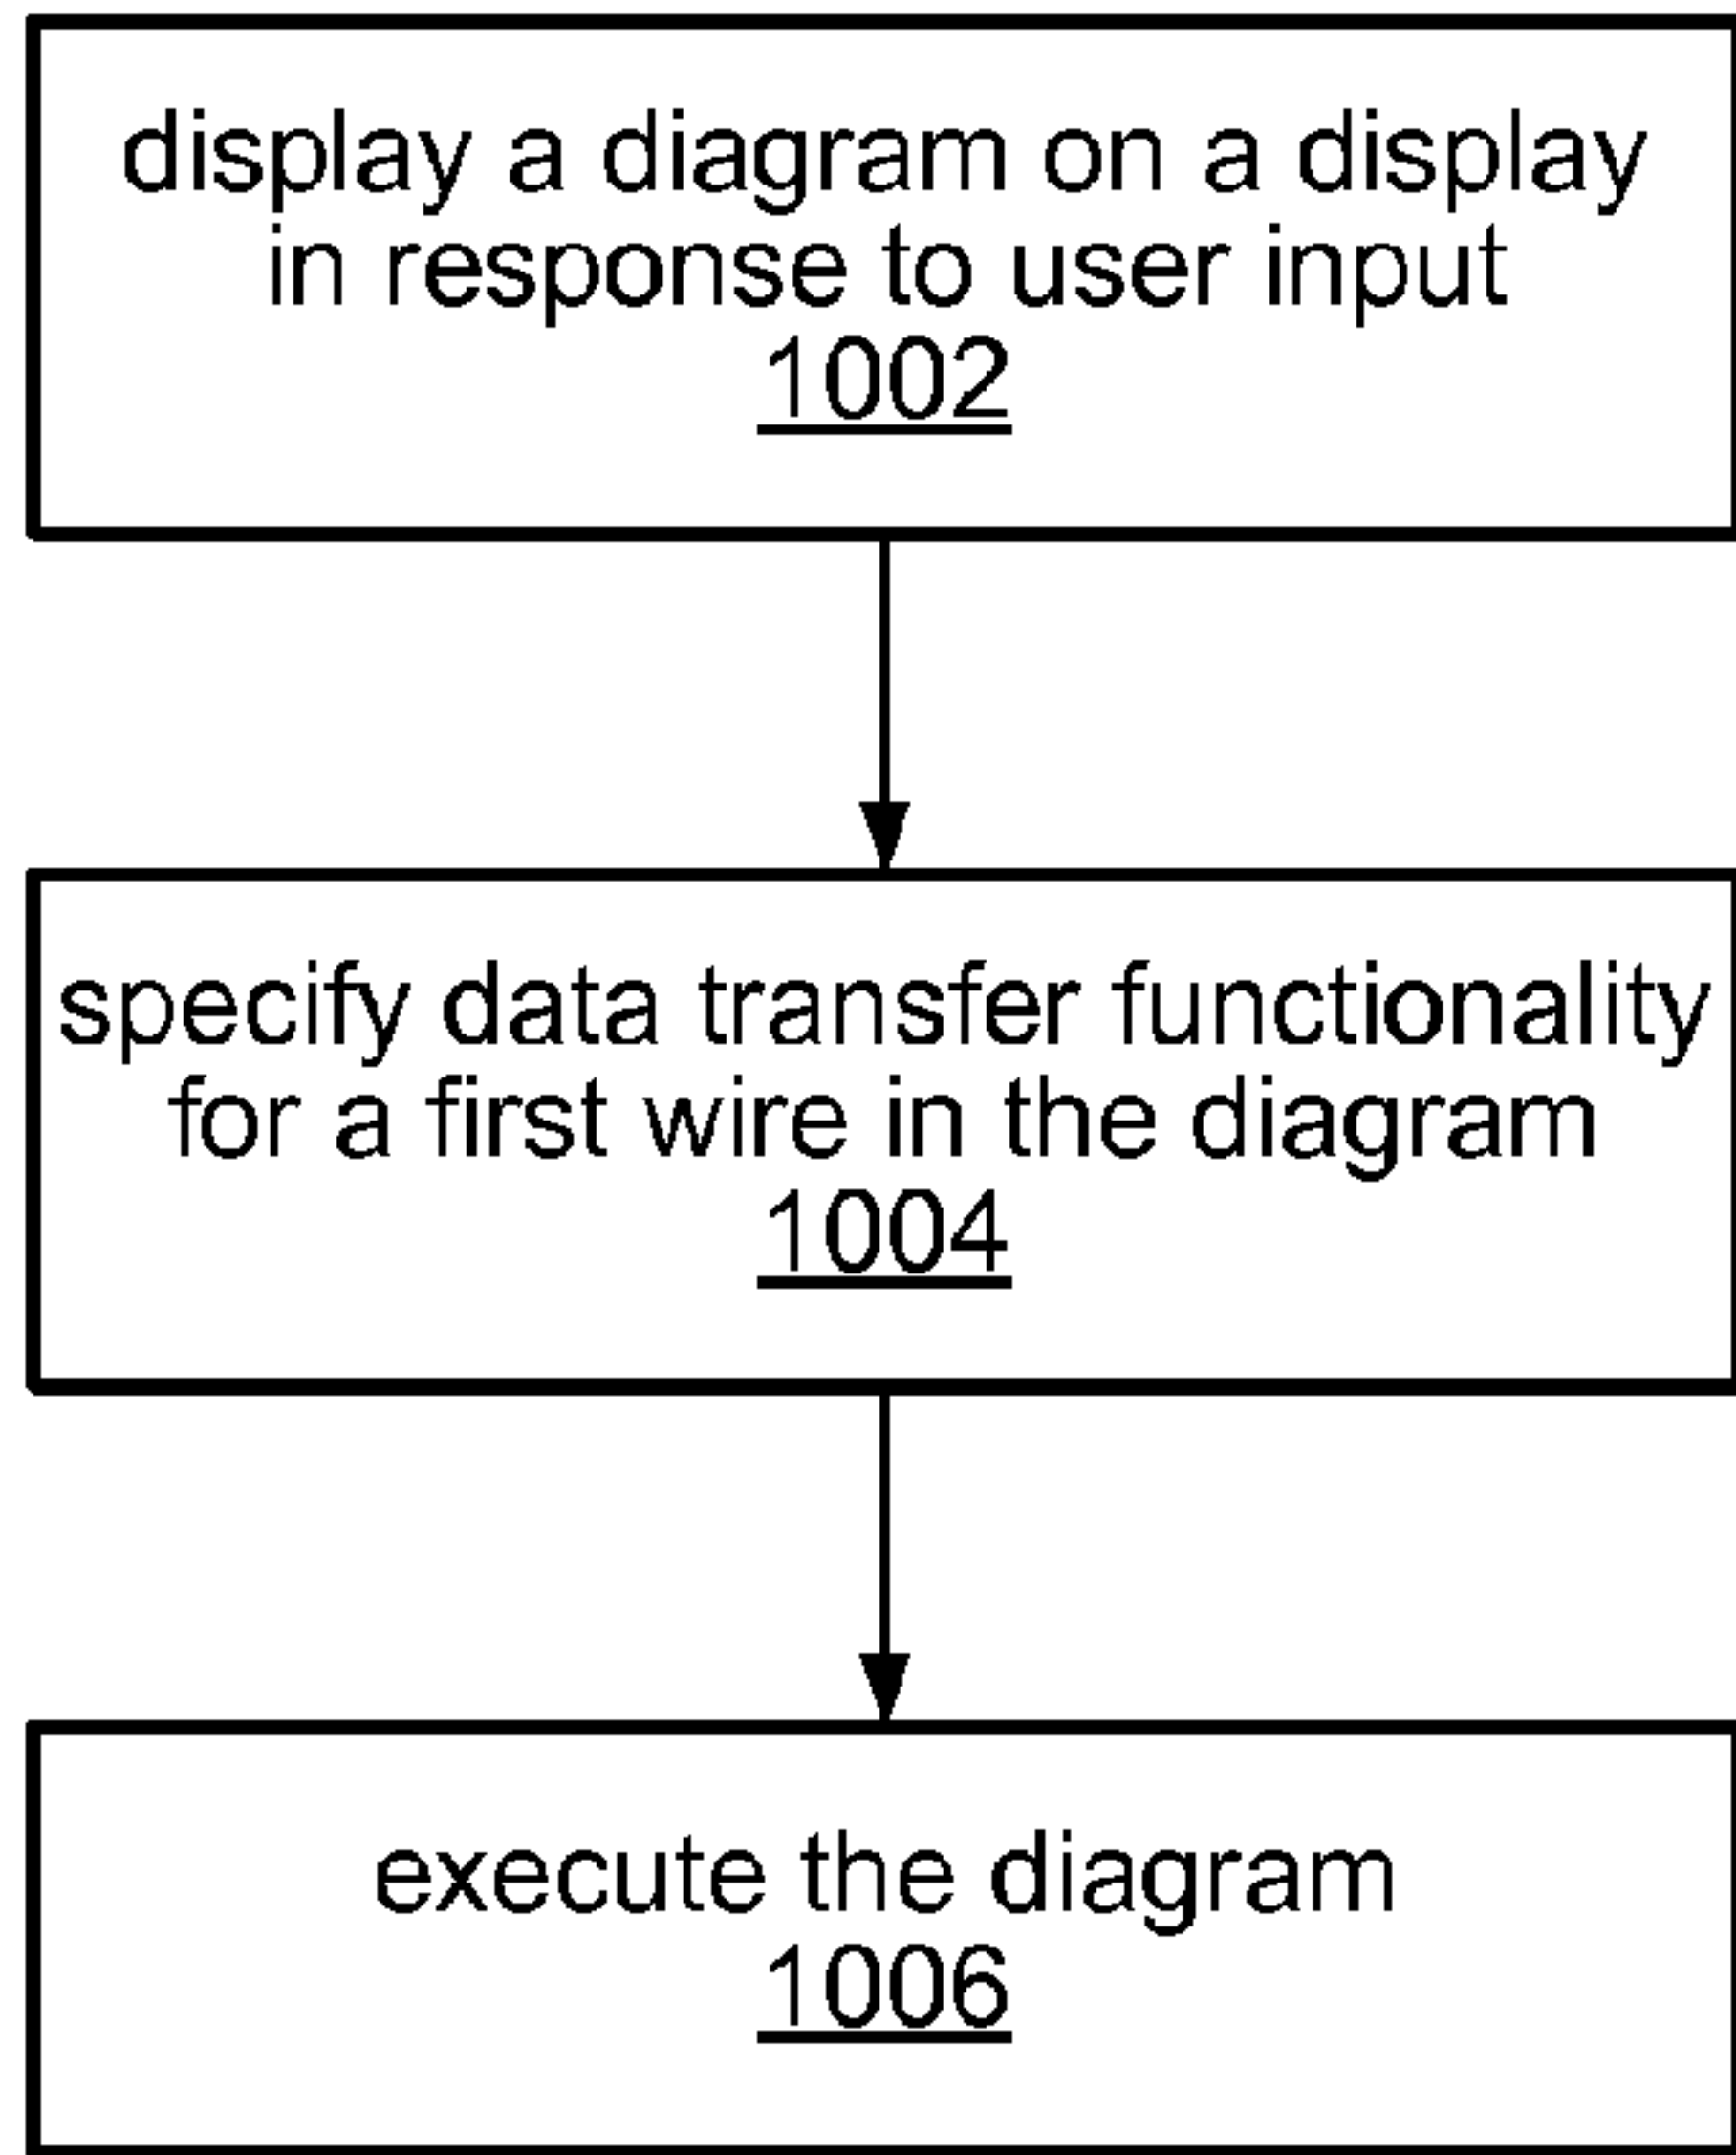 display a diagram on a display
in response to user input
1002
specify data transfer functionality
for a first wire in the diagram
1004
execute the diagram
1006